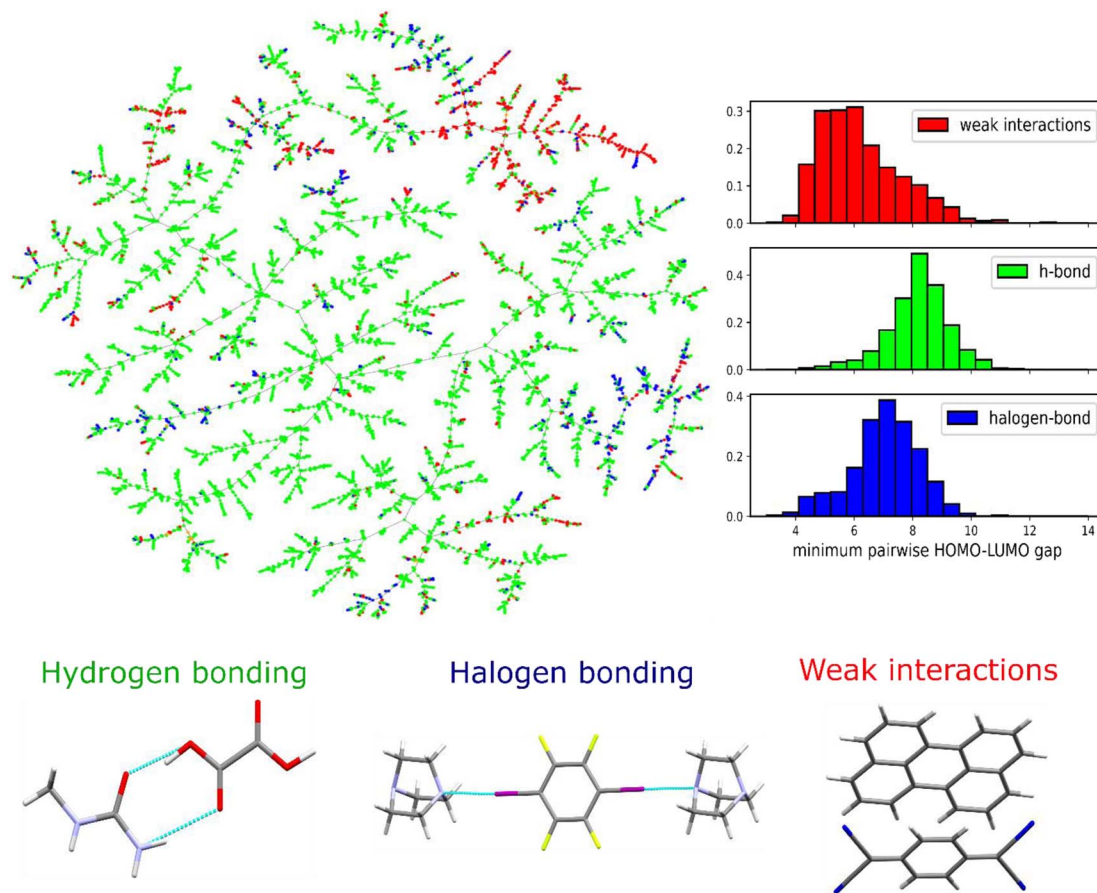 0.3
0.2
0.1
0.0
weak interactions
0.4
0.2
0.0
h-bond
0.4
0.2
0.0
halogen-bond
4 6 8 10 12 14
minimum pairwise HOMO-LUMO gap
Hydrogen bonding
Halogen bonding
Weak interactions